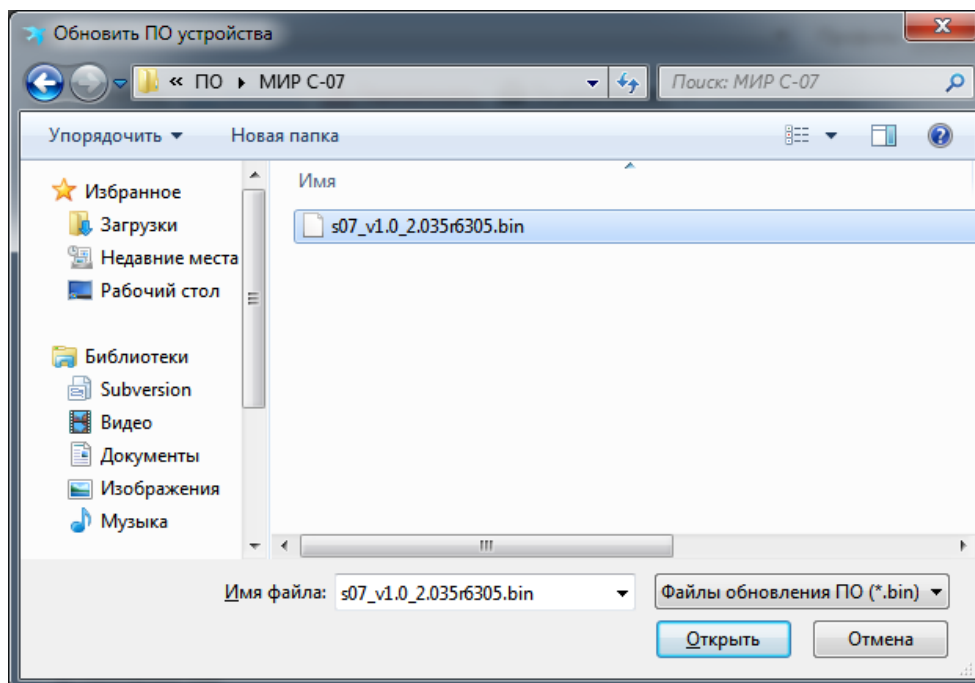 Обновить ПО устройства
« ПО ▸ МИР С-07
Поиск: МИР С-07
Упорядочить
Новая папка
Избранное
Загрузки
Недавние места
Рабочий стол
Библиотеки
Subversion
Видео
Документы
Изображения
Музыка
Имя
s07_v1.0_2.035r6305.bin
Имя файла: s07_v1.0_2.035r6305.bin
Файлы обновления ПО (*.bin)
Открыть
Отмена